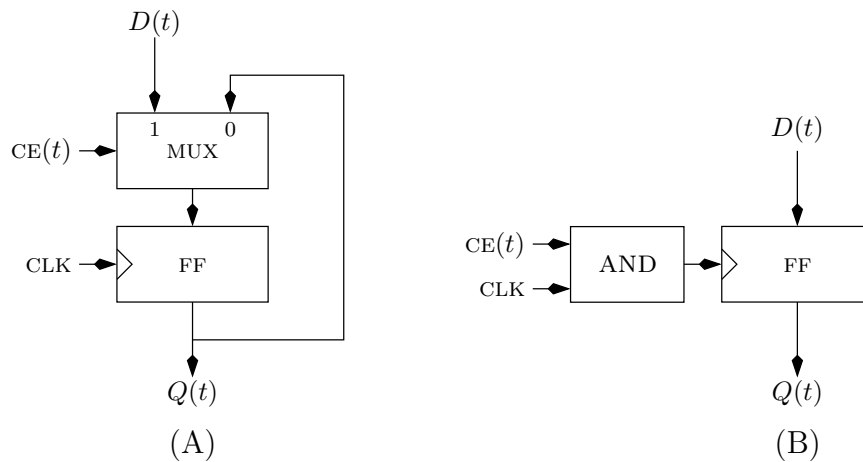 D(t)
1 0
CE(t)
MUX
CLK
FF
Q(t)
(A)
D(t)
CE(t)
CLK
AND
FF
Q(t)
(B)